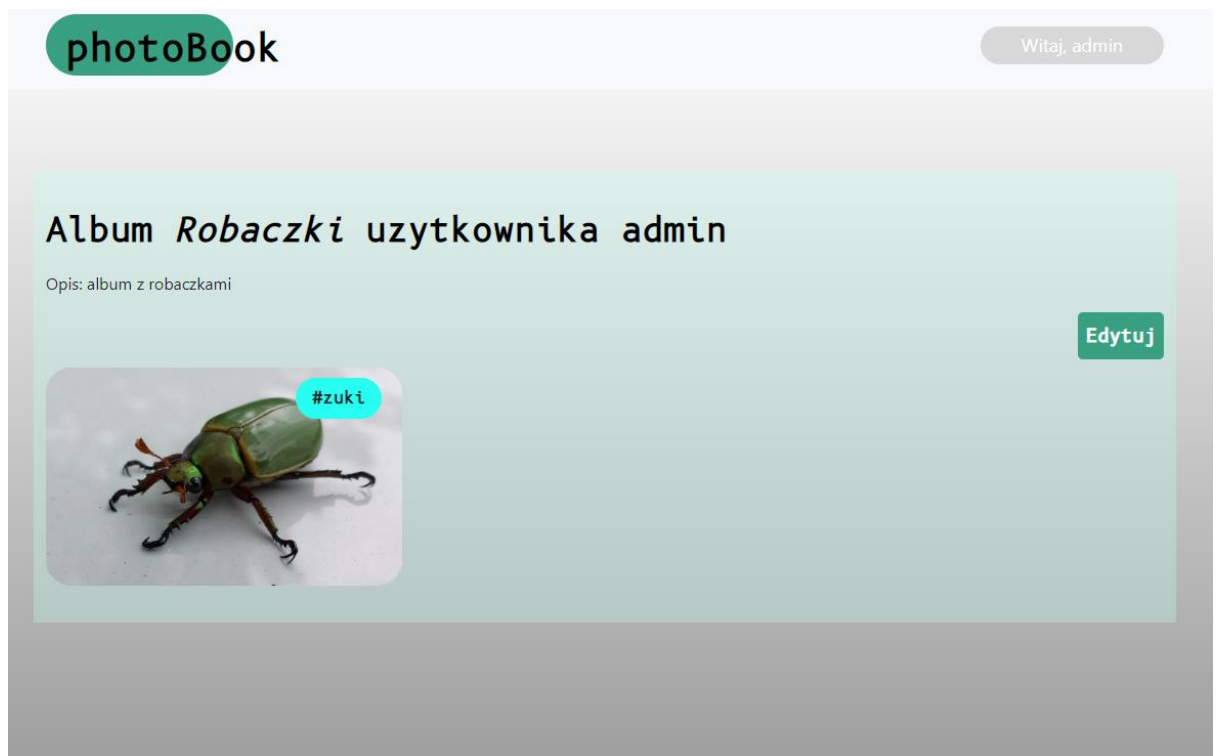 photoBook
Witaj, admin
Album Robaczki uzytkownika admin
Opis: album z robaczkami
Edytuj
#zuki